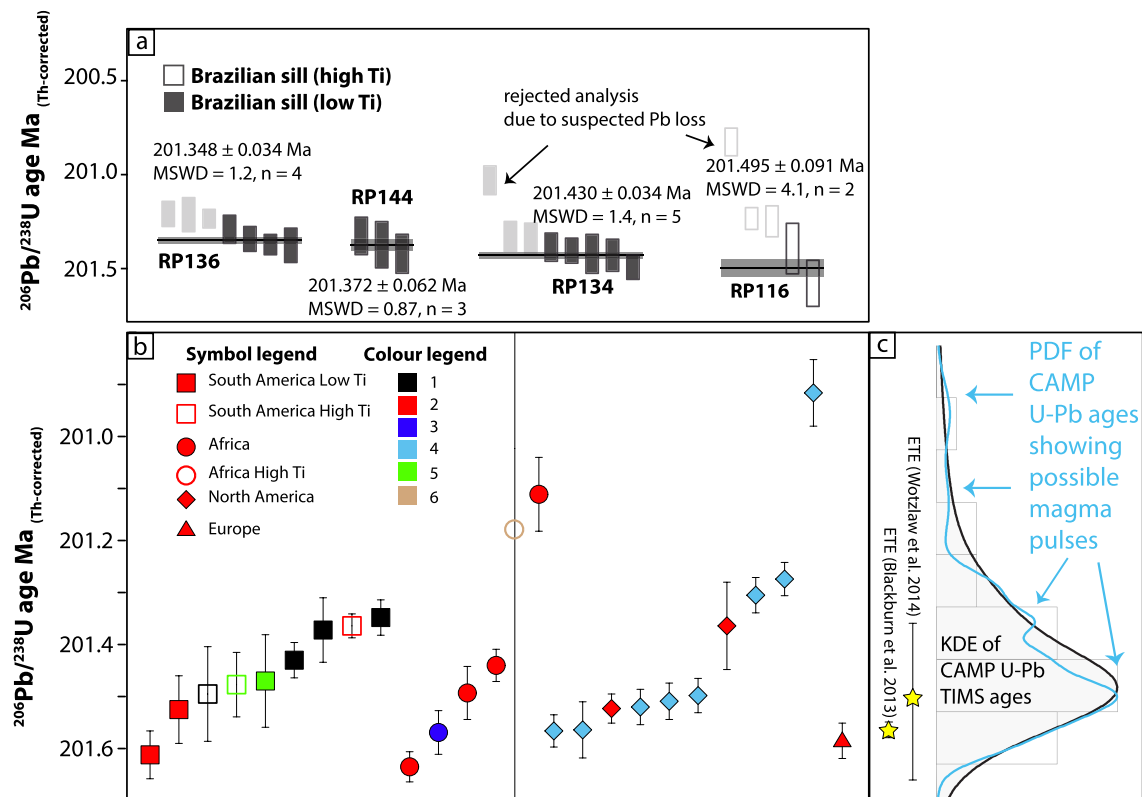 a
200.5
201.0
201.5
206Pb/238U age Ma (Th-corrected)
Brazilian sill (high Ti)
Brazilian sill (low Ti)
rejected analysis
due to suspected Pb loss
201.348 ± 0.034 Ma
MSWD = 1.2, n = 4
RP136
RP144
201.372 ± 0.062 Ma
MSWD = 0.87, n = 3
201.430 ± 0.034 Ma
MSWD = 1.4, n = 5
RP134
201.495 ± 0.091 Ma
MSWD = 4.1, n = 2
RP116
b
201.0
201.2
201.4
201.6
206Pb/238U age Ma (Th-corrected)
Symbol legend
South America Low Ti
South America High Ti
Africa
Africa High Ti
North America
Europe
Colour legend
1
2
3
4
5
6
c
PDF of
CAMP
U-Pb ages
showing
possible
magma
pulses
ETE (Wotzlaw et al. 2014)
ETE (Blackburn et al. 2013)
KDE of
CAMP U-Pb
TIMS ages